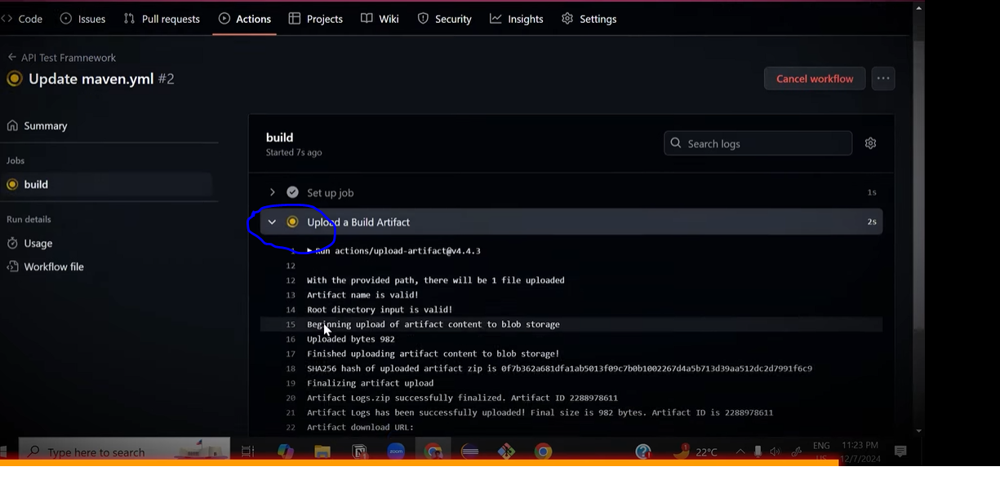 Code Issues Pull requests Actions Projects Wiki Security Insights Settings
API Test Framnework
Update maven.yml #2
Cancel workflow
Summary
Jobs
build
Run details
Usage
Workflow file
build
Started 7s ago
Search logs
Set up job 1s
Upload a Build Artifact 2s
1 Run actions/upload-artifact@v4.4.3
12
12 With the provided path, there will be 1 file uploaded
13 Artifact name is valid!
14 Root directory input is valid!
15 Beginning upload of artifact content to blob storage
16 Uploaded bytes 982
17 Finished uploading artifact content to blob storage!
18 SHA256 hash of uploaded artifact zip is 0f7b362a681dfa1ab5013f09c7b0b1002267d4a5b713d39aa512dc2d7991f6c9
19 Finalizing artifact upload
20 Artifact Logs.zip successfully finalized. Artifact ID 2288978611
21 Artifact Logs has been successfully uploaded! Final size is 982 bytes. Artifact ID is 2288978611
22 Artifact download URL:
Type here to search
zoom
1
22°C
ENG
US
11:23 PM
12/7/2024